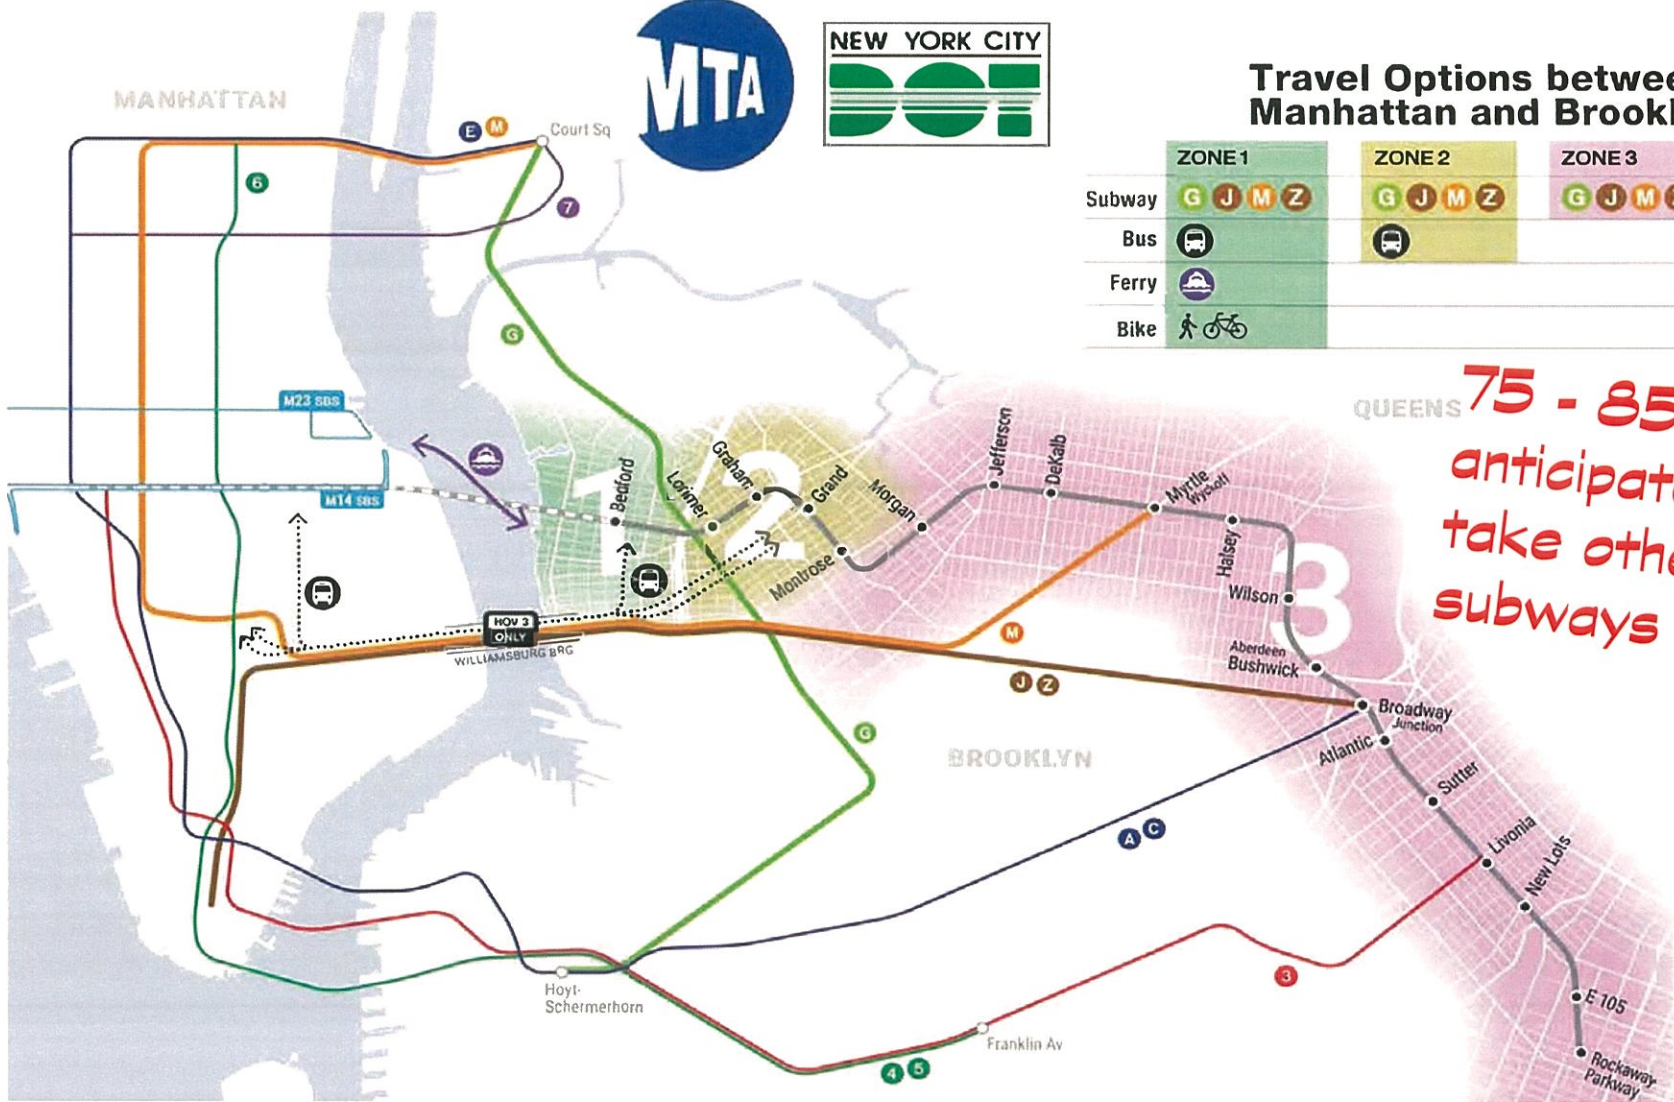 MTA
NEW YORK CITY
MANHATTAN
E M
Court Sq
6
7
G
Travel Options betwee
Manhattan and Brookl
ZONE 1
ZONE 2
ZONE 3
Subway
G J M Z
G J M Z
G J M
Bus
Ferry
Bike
QUEENS
75 - 85
anticipat
take othe
subways
M23 SBS
M14 SBS
1
2
3
Bedford
Lorimer
Graham
Grand
Montrose
Morgan
Jefferson
DeKalb
Myrtle
Wyckoff
Halsey
Wilson
Aberdeen
Bushwick
Broadway
Junction
Atlantic
Sutter
Livonia
New Lots
E 105
Rockaway
Parkway
HOV 3
ONLY
WILLIAMSBURG BRG
M
J Z
G
BROOKLYN
A C
3
Hoyt-
Schermerhorn
Franklin Av
4 5